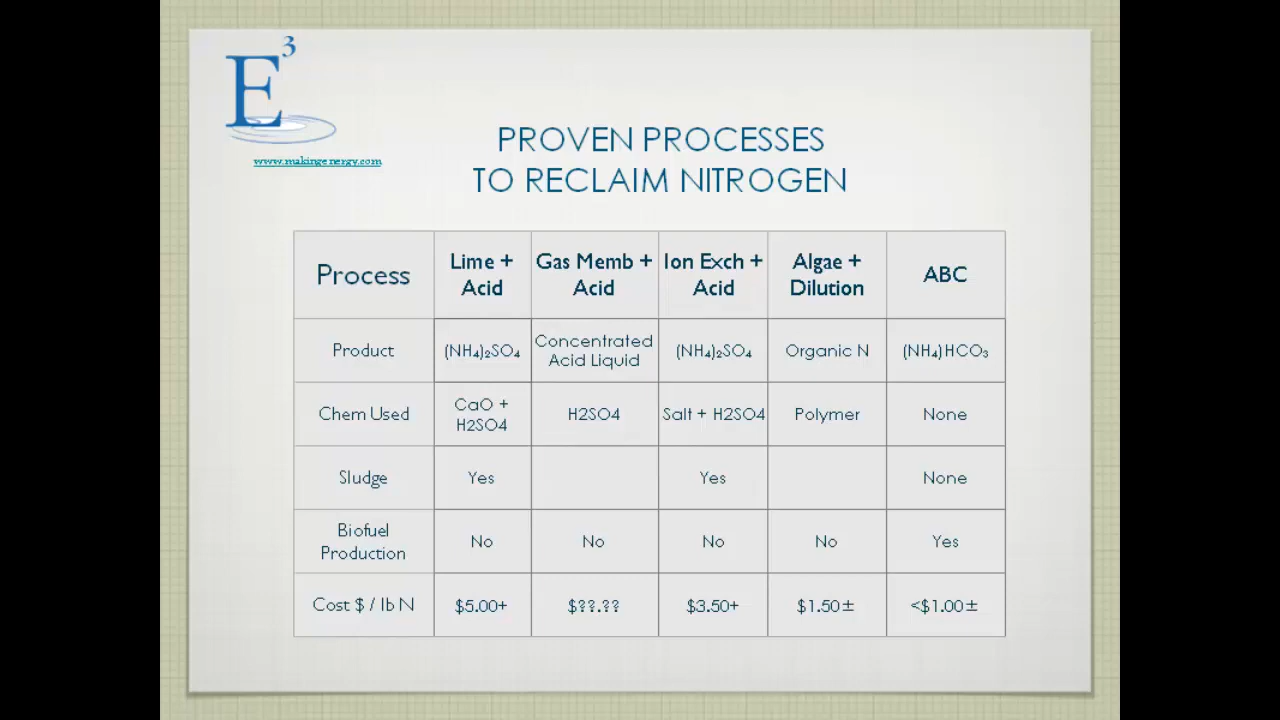 E³
www.makingenergy.com
PROVEN PROCESSES
TO RECLAIM NITROGEN
Process
Lime +
Acid
Gas Memb +
Acid
Ion Exch +
Acid
Algae +
Dilution
ABC
Product
(NH₄)₂SO₄
Concentrated
Acid Liquid
(NH₄)₂SO₄
Organic N
(NH₄)HCO₃
Chem Used
CaO +
H2SO4
H2SO4
Salt + H2SO4
Polymer
None
Sludge
Yes
Yes
None
Biofuel
Production
No
No
No
No
Yes
Cost $ / lb N
$5.00+
$??.??
$3.50+
$1.50±
<$1.00±